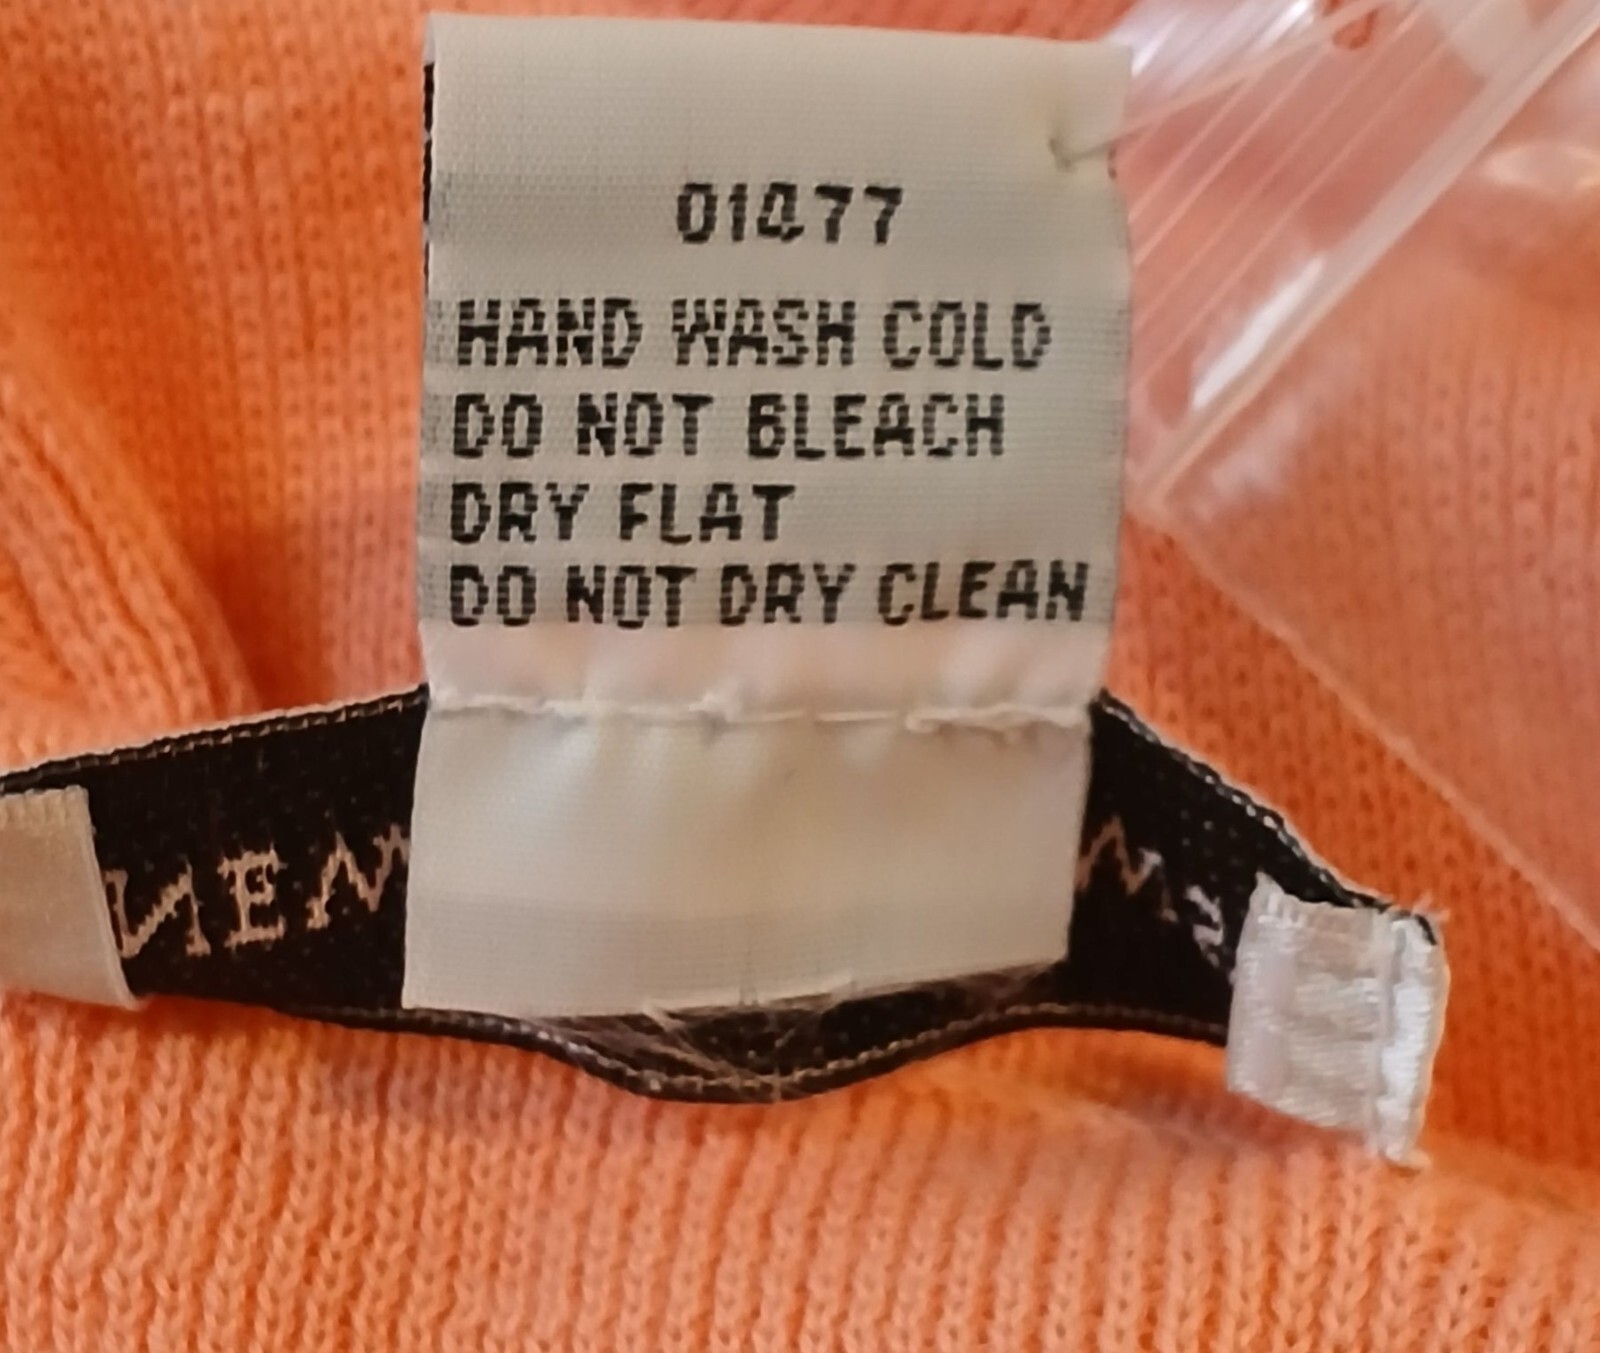 01477
HAND WASH COLD
DO NOT BLEACH
DRY FLAT
DO NOT DRY CLEAN